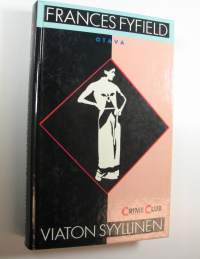 FRANCES FYFIELD
OTAVA
CRIME CLUB
VIATON SYYLLINEN